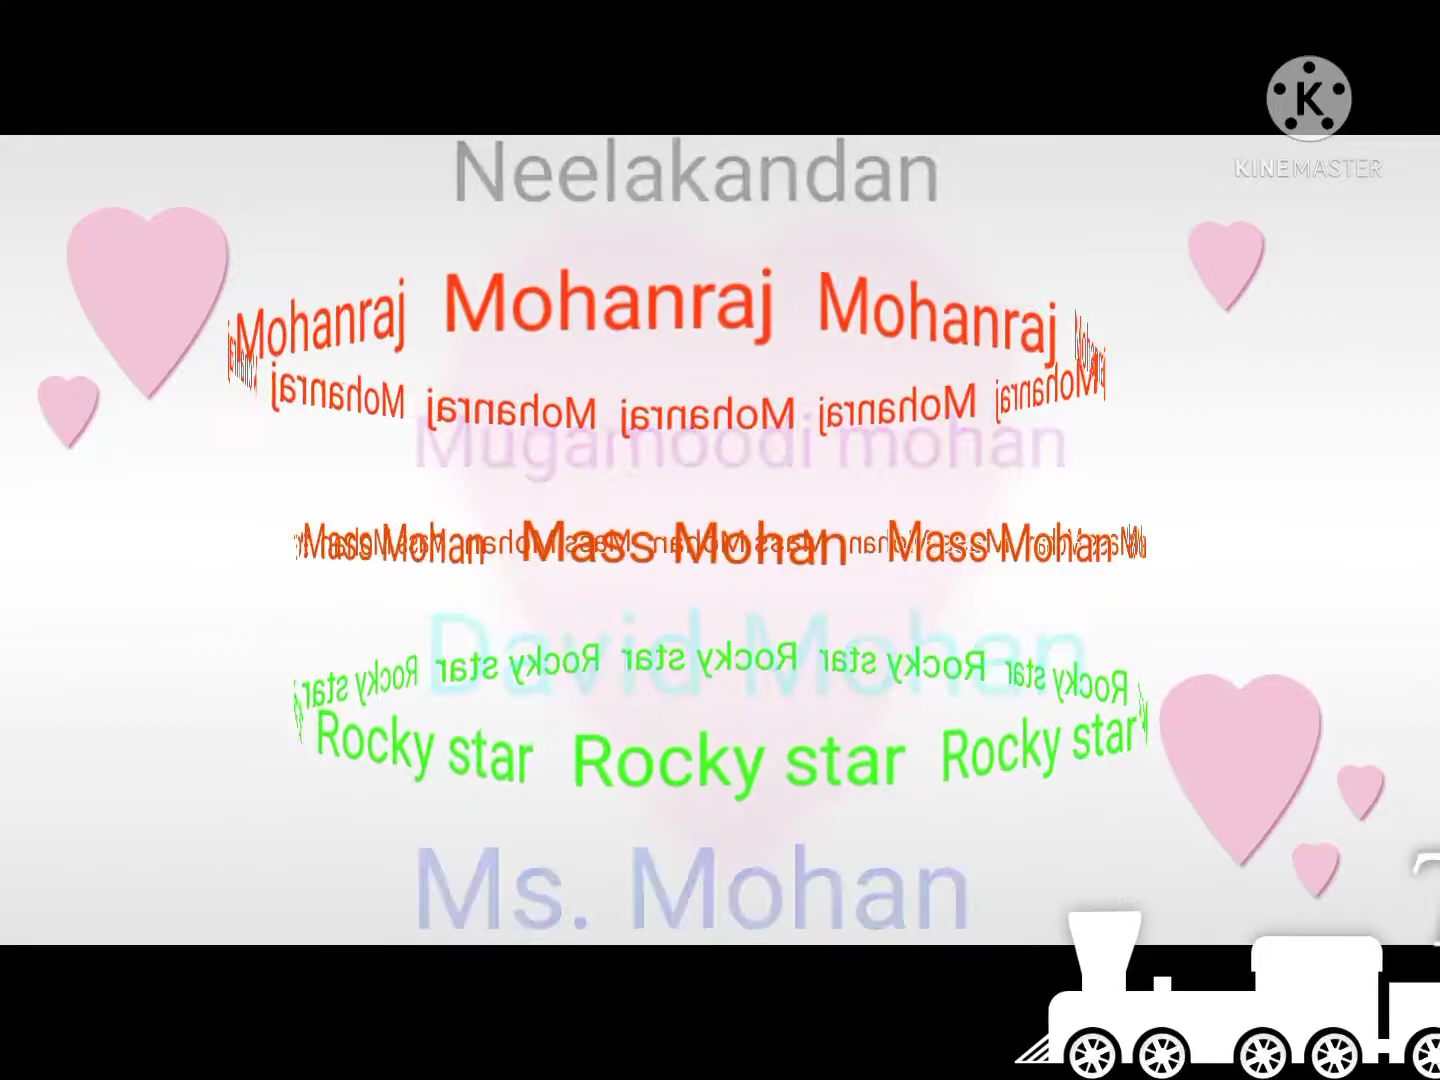 K
KINEMASTER
Neelakandan
Mohanraj Mohanraj Mohanraj
Mohanraj Mohanraj Mohanraj Mohanraj Mohanraj
Mugamoodi mohan
Mass Mohan Mass Mohan Mass Mohan
David Mohan
Rocky star Rocky star Rocky star Rocky star Rocky star
Rocky star Rocky star Rocky star
Ms. Mohan